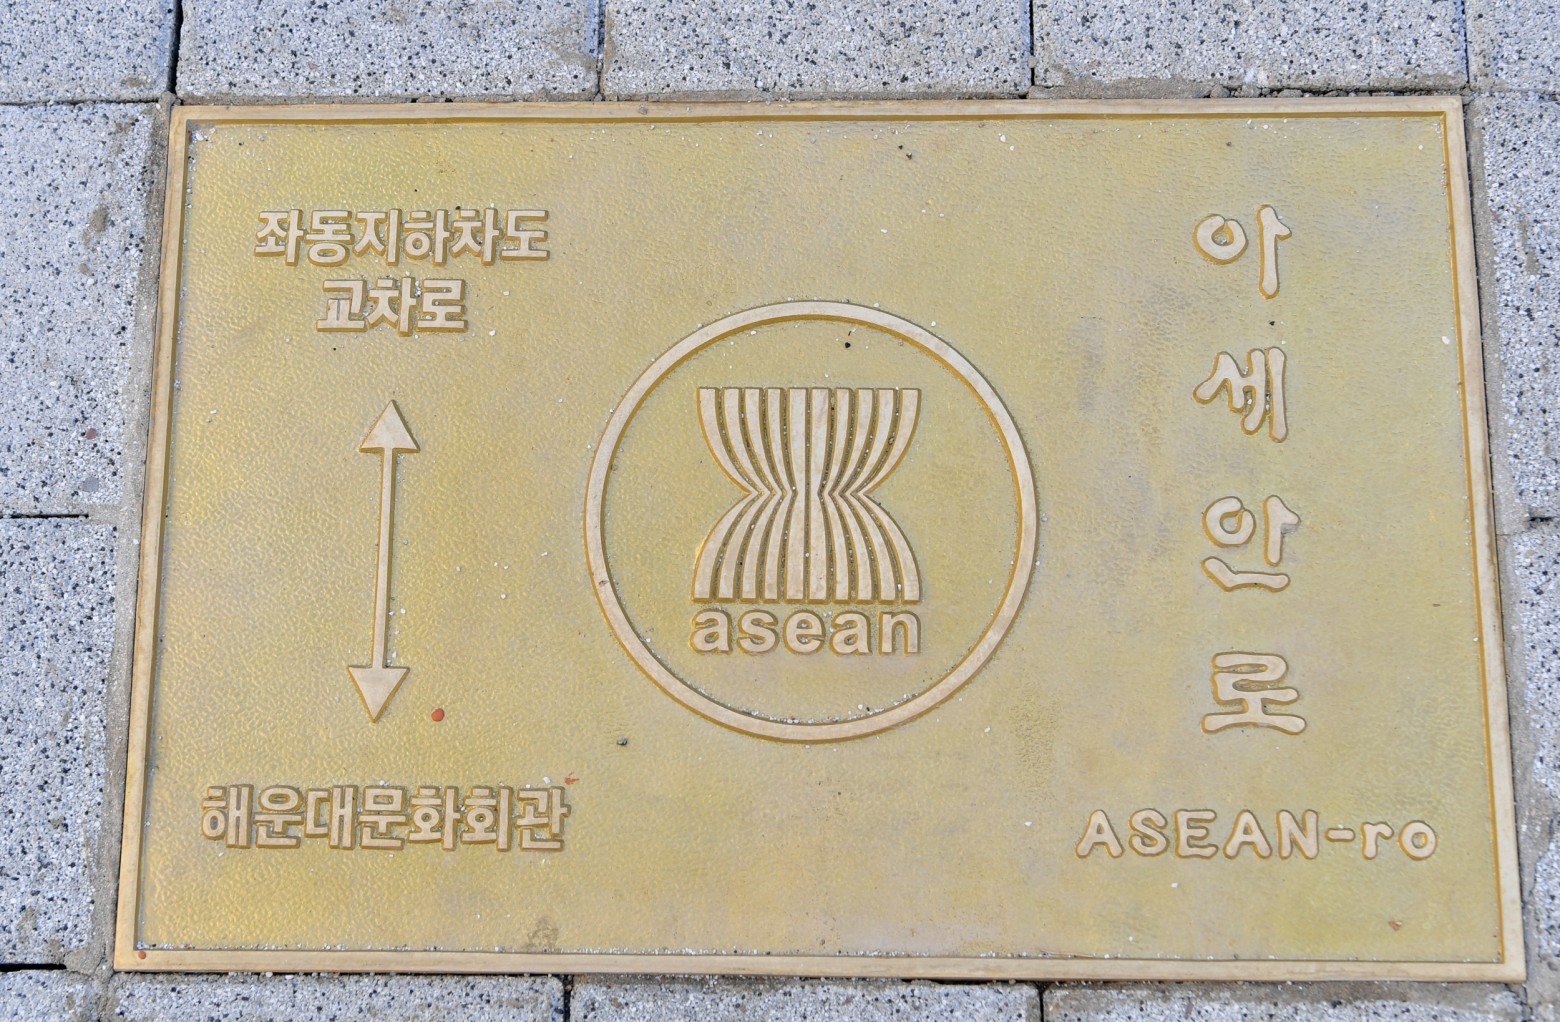 좌동지하차도
교차로
해운대문화회관
asean
아세안로
ASEAN-ro